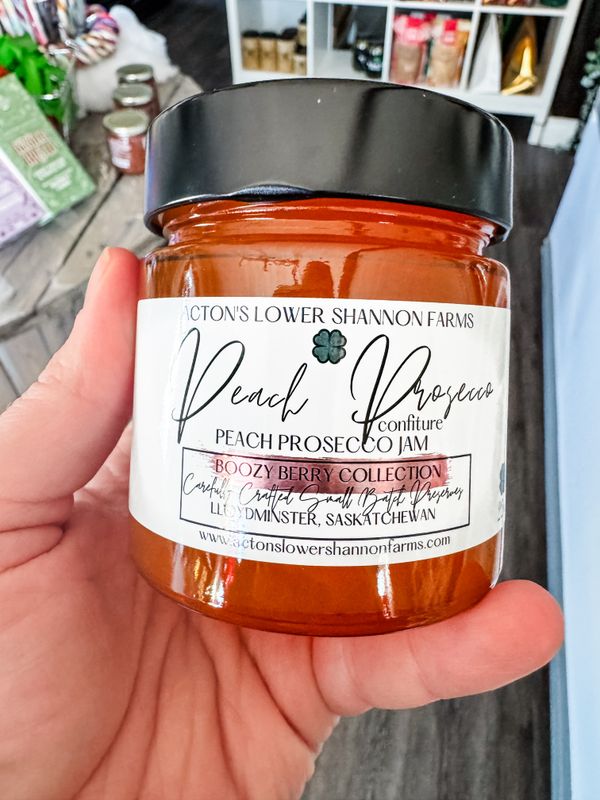 ACTON'S LOWER SHANNON FARMS
Peach Prosecco
confiture
PEACH PROSECCO JAM
BOOZY BERRY COLLECTION
Carefully Crafted Small Batch Preserves
LLOYDMINSTER, SASKATCHEWAN
www.actonslowershannonfarms.com